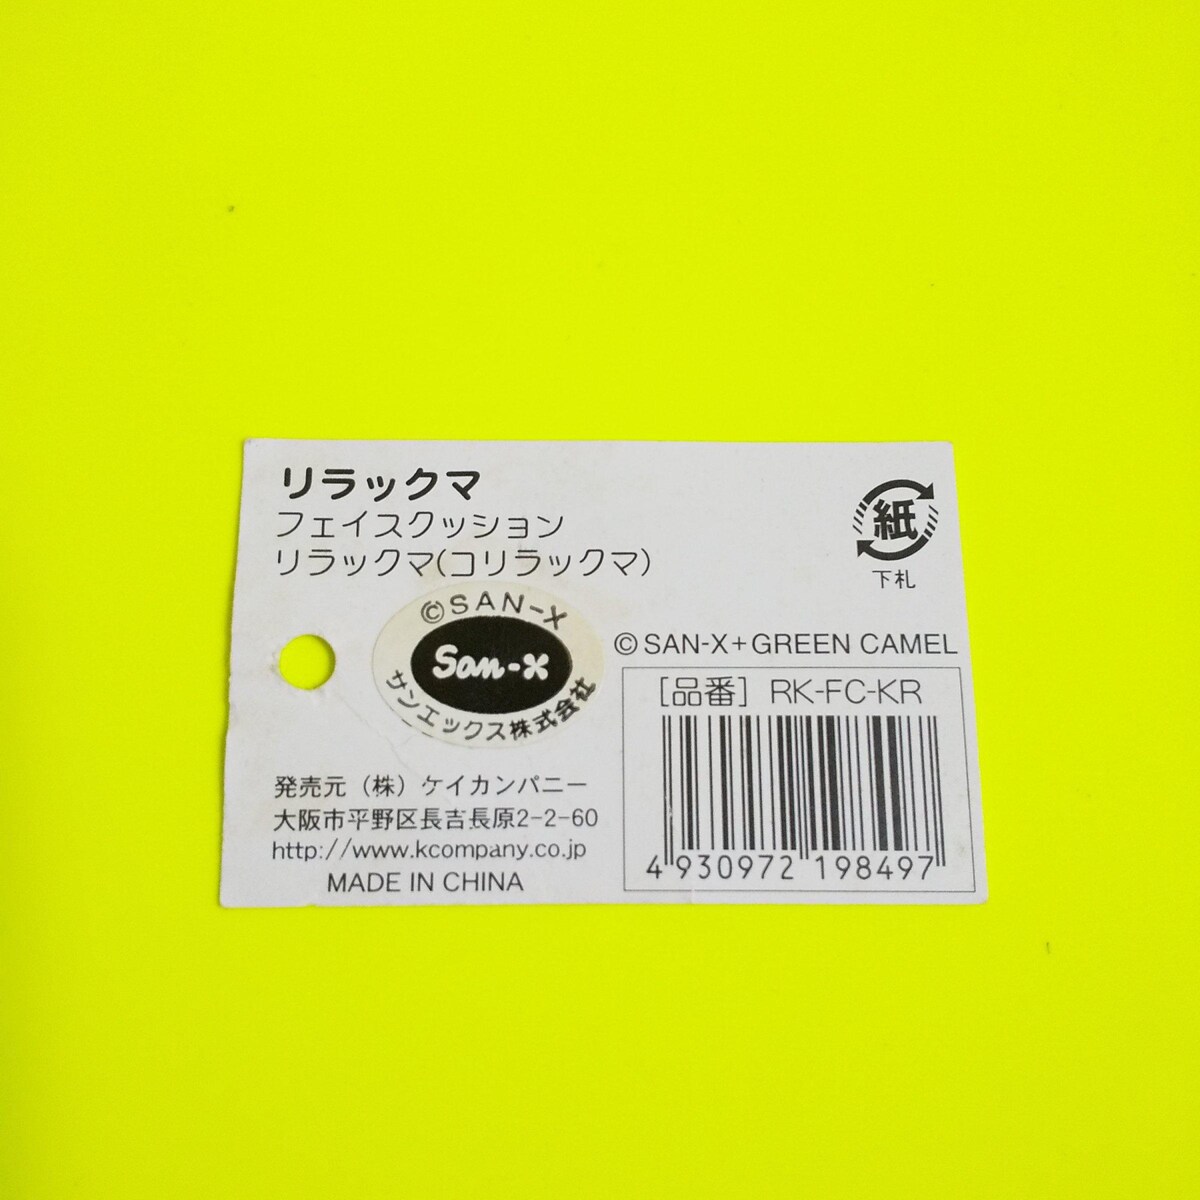 リラックマ
フェイスクッション
リラックマ(コリラックマ)
紙
下札
©SAN-X
San-x
サンエックス株式会社
© SAN-X+GREEN CAMEL
[品番] RK-FC-KR
4 930972 198497
発売元（株）ケイカンパニー
大阪市平野区長吉長原2-2-60
http://www.kcompany.co.jp
MADE IN CHINA